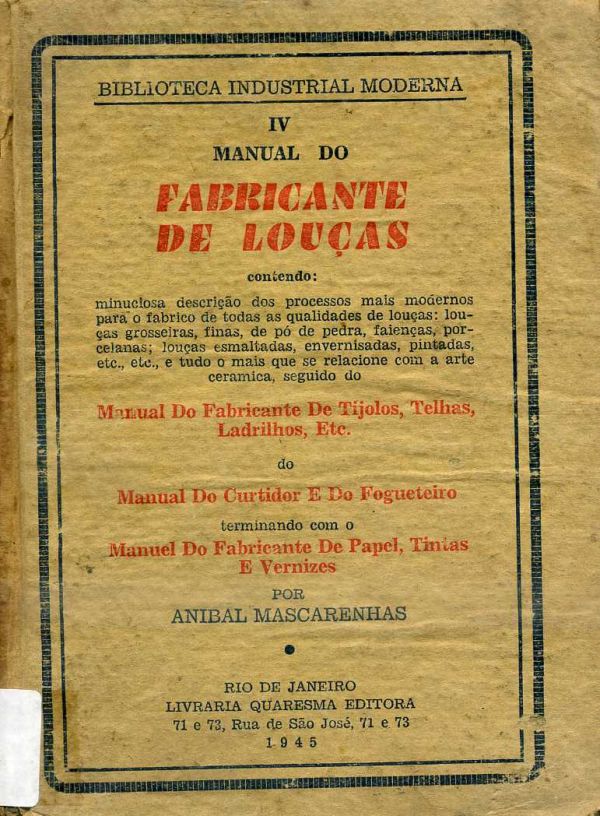 BIBLIOTECA INDUSTRIAL MODERNA
IV
MANUAL DO
FABRICANTE
DE LOUÇAS
contendo:
minuciosa descrição dos processos mais modernos
para o fabrico de todas as qualidades de louças: lou-
ças grosseiras, finas, de pó de pedra, faienças, por-
celanas; louças esmaltadas, envernisadas, pintadas,
etc., etc., e tudo o mais que se relacione com a arte
ceramica, seguido do
Manual Do Fabricante De Tijolos, Telhas,
Ladrilhos, Etc.
do
Manual Do Curtidor E Do Fogueteiro
terminando com o
Manuel Do Fabricante De Papel, Tintas
E Vernizes
POR
ANIBAL MASCARENHAS
RIO DE JANEIRO
LIVRARIA QUARESMA EDITORA
71 e 73, Rua de São José, 71 e 73
1945